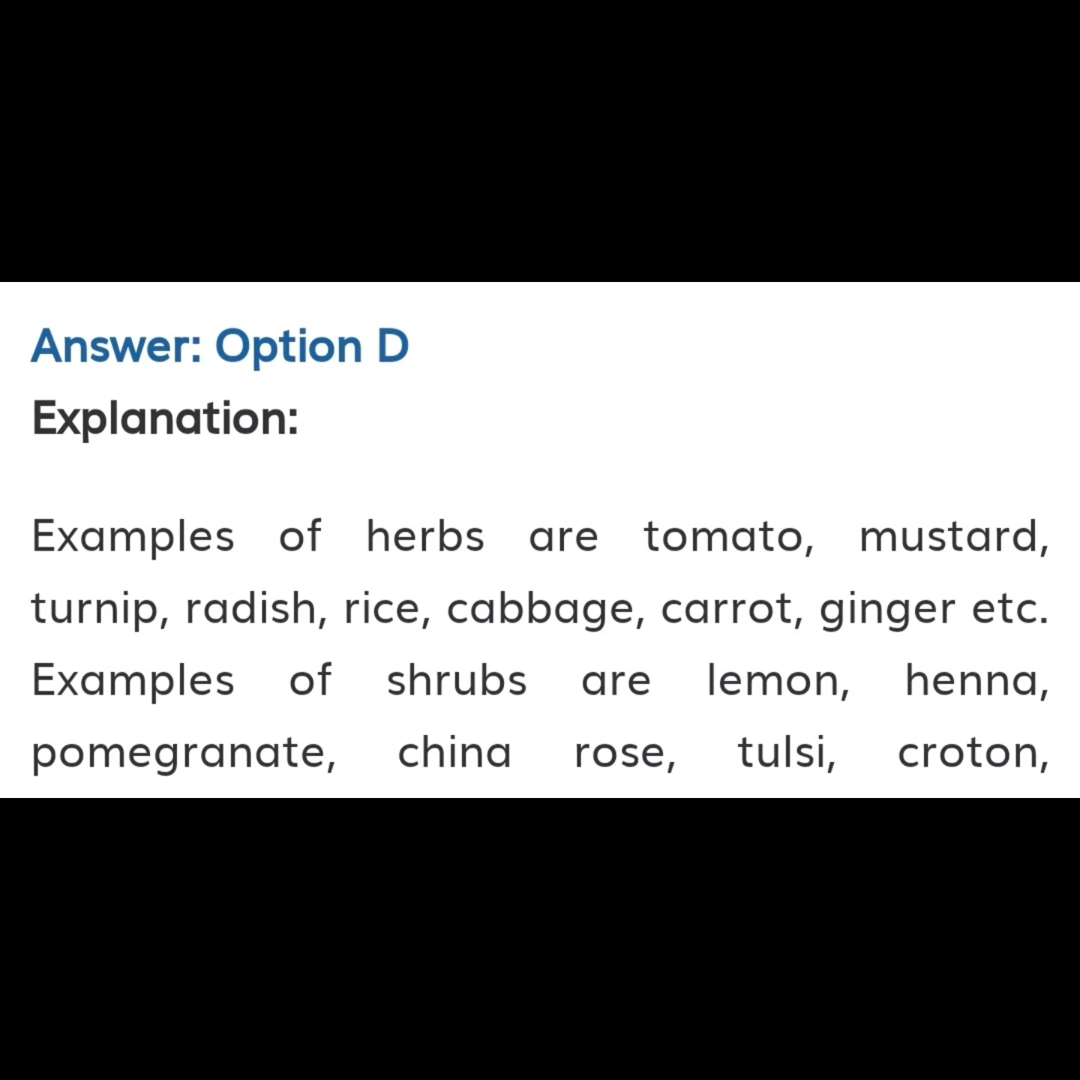 Answer: Option D
Explanation:
Examples of herbs are tomato, mustard,
turnip, radish, rice, cabbage, carrot, ginger etc.
Examples of shrubs are lemon, henna,
pomegranate, china rose, tulsi, croton,